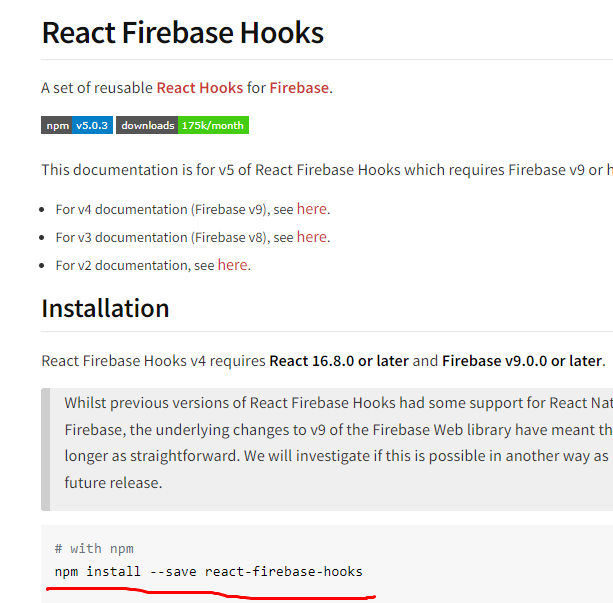 React Firebase Hooks
A set of reusable React Hooks for Firebase.
npm v5.0.3 downloads 175k/month
This documentation is for v5 of React Firebase Hooks which requires Firebase v9 or
For v4 documentation (Firebase v9), see here.
For v3 documentation (Firebase v8), see here.
For v2 documentation, see here.
Installation
React Firebase Hooks v4 requires React 16.8.0 or later and Firebase v9.0.0 or later.
Whilst previous versions of React Firebase Hooks had some support for React Nat
Firebase, the underlying changes to v9 of the Firebase Web library have meant th
longer as straightforward. We will investigate if this is possible in another way as
future release.
# with npm
npm install --save react-firebase-hooks